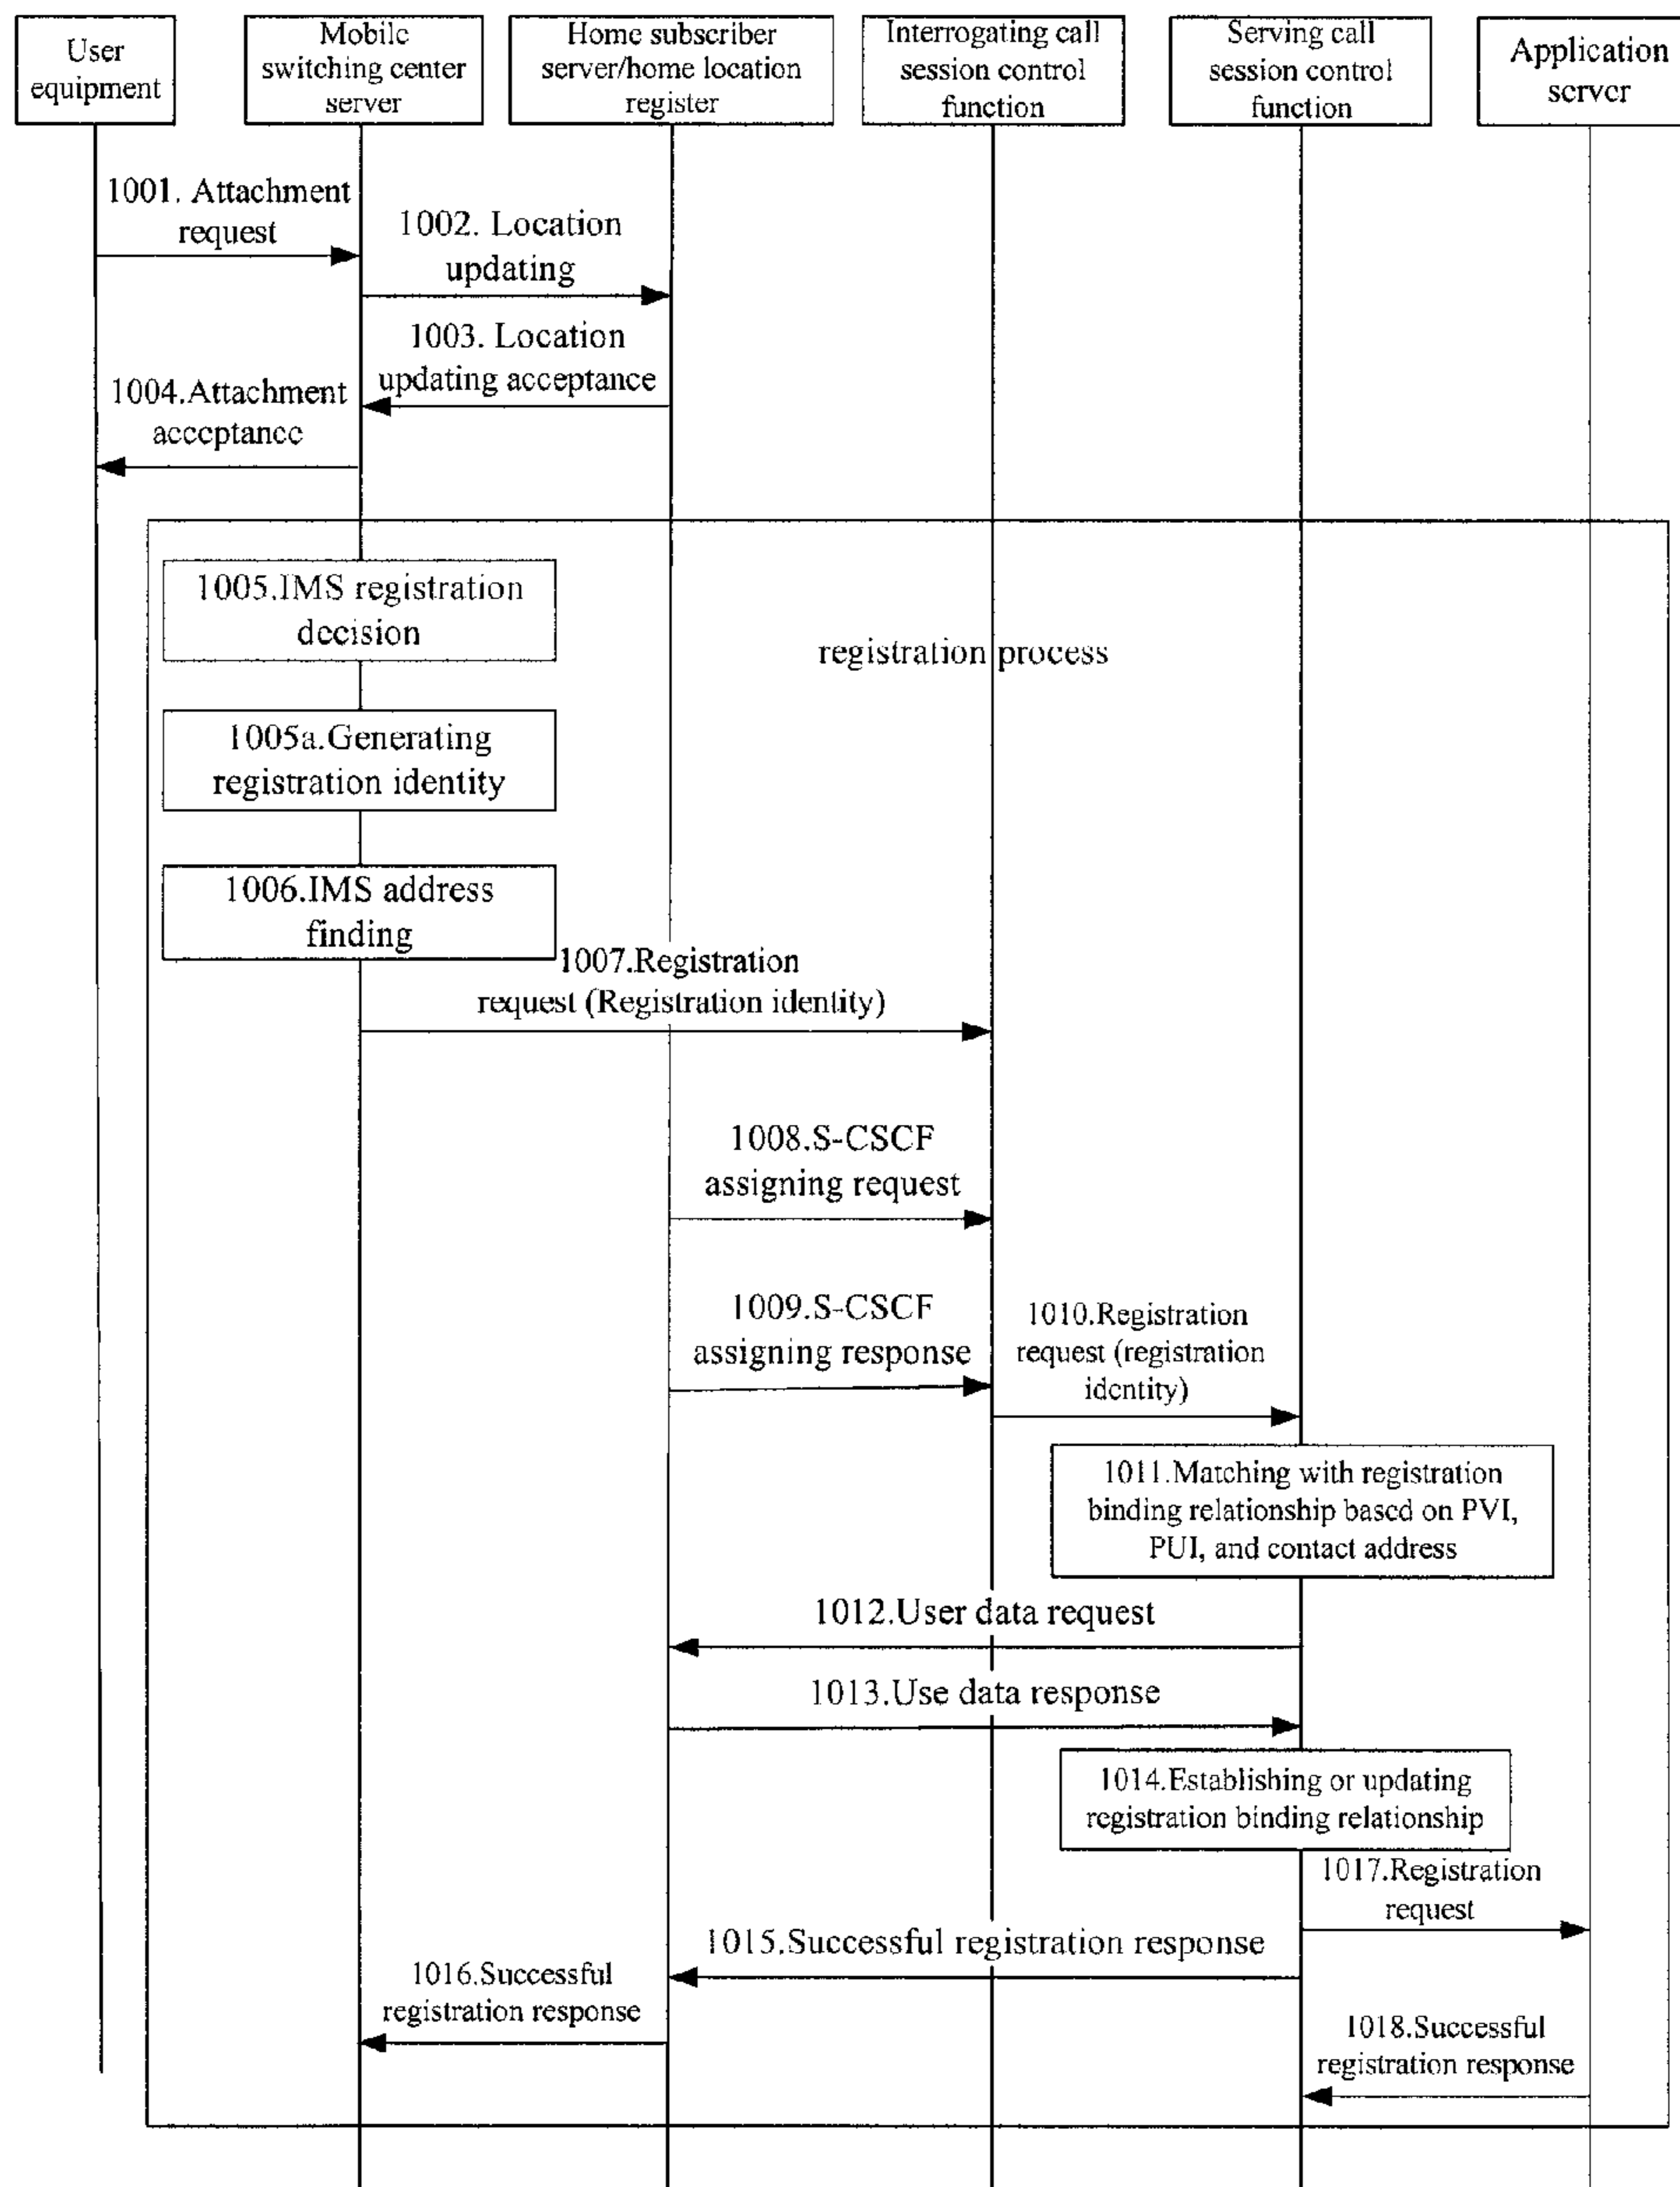 User
equipment
Mobile
switching center
server
Home subscriber
server/home location
register
Interrogating call
session control
function
Serving call
session control
function
Application
server
1001. Attachment
request
1002. Location
updating
1003. Location
updating acceptance
1004.Attachment
acceptance
1005.IMS registration
decision
registration process
1005a.Generating
registration identity
1006.IMS address
finding
1007.Registration
request (Registration identity)
1008.S-CSCF
assigning request
1009.S-CSCF
assigning response
1010.Registration
request (registration
identity)
1011.Matching with registration
binding relationship based on PVI,
PUI, and contact address
1012.User data request
1013.Use data response
1014.Establishing or updating
registration binding relationship
1017.Registration
request
1015.Successful registration response
1016.Successful
registration response
1018.Successful
registration response